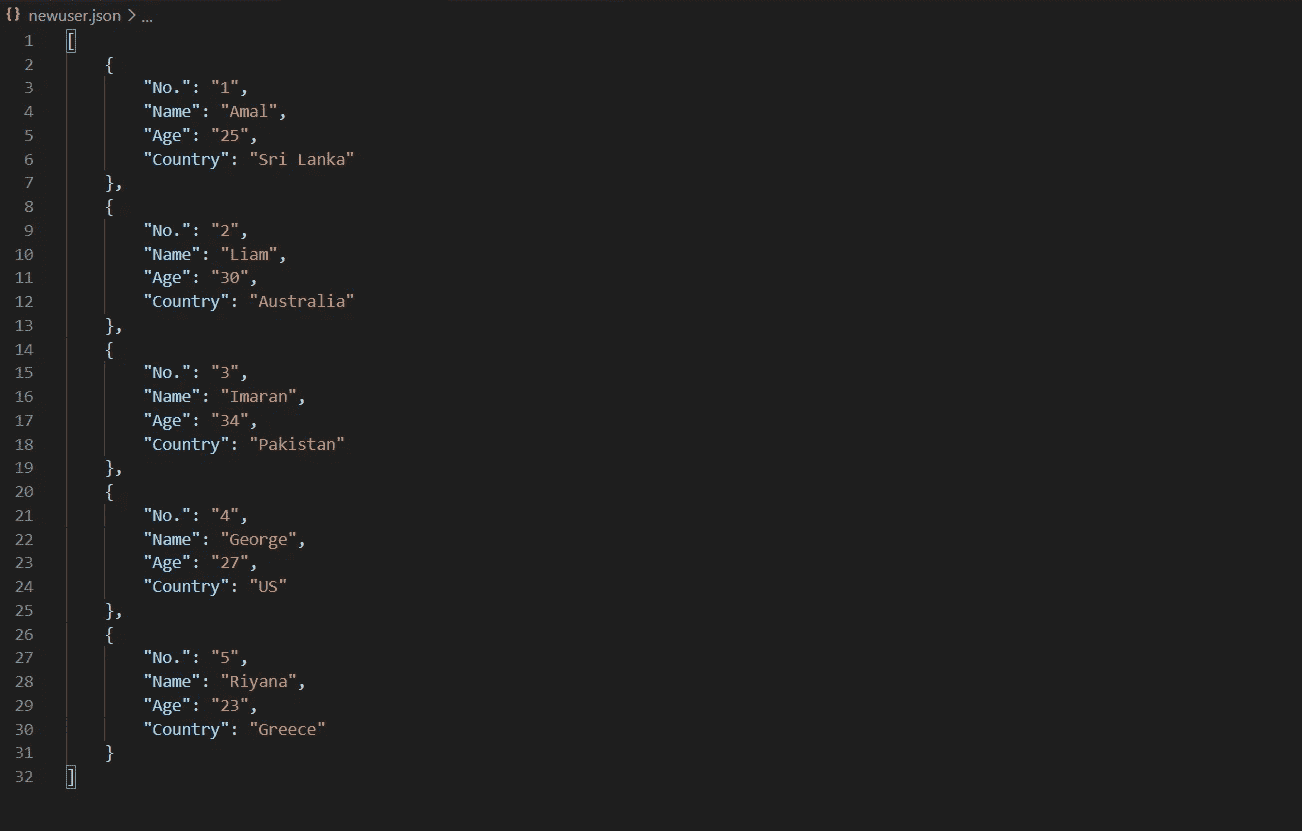 {} newuser.json > ...
1 [
2 {
3 "No.": "1",
4 "Name": "Amal",
5 "Age": "25",
6 "Country": "Sri Lanka"
7 },
8 {
9 "No.": "2",
10 "Name": "Liam",
11 "Age": "30",
12 "Country": "Australia"
13 },
14 {
15 "No.": "3",
16 "Name": "Imaran",
17 "Age": "34",
18 "Country": "Pakistan"
19 },
20 {
21 "No.": "4",
22 "Name": "George",
23 "Age": "27",
24 "Country": "US"
25 },
26 {
27 "No.": "5",
28 "Name": "Riyana",
29 "Age": "23",
30 "Country": "Greece"
31 }
32 ]